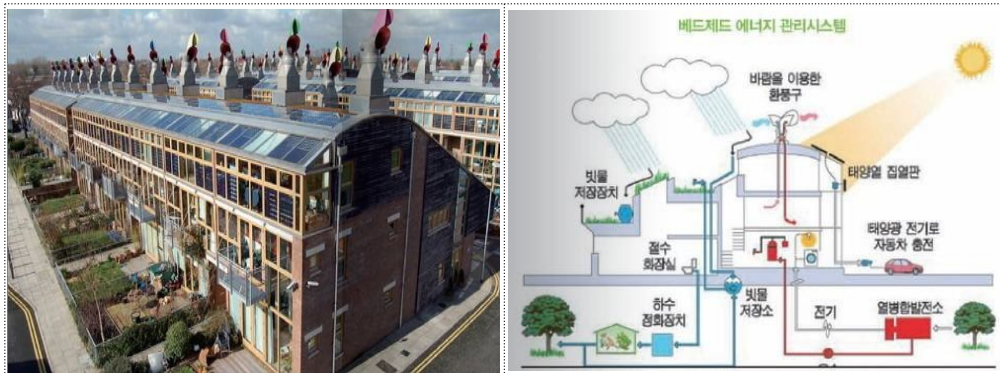 베드제드 에너지 관리시스템
바람을 이용한
환풍구
태양열 집열판
빗물
저장장치
태양광 전기로
자동차 충전
절수
화장실
빗물
저장소
하수
정화장치
전기
열병합발전소